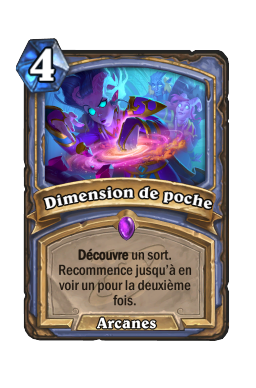 4
Dimension de poche
Découvre un sort.
Recommence jusqu'à en
voir un pour la deuxième
fois.
Arcanes